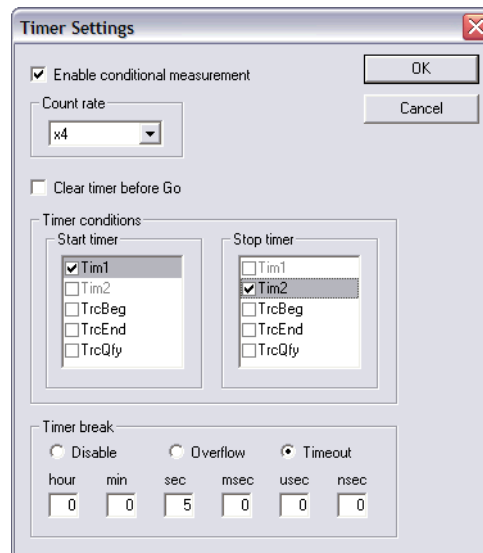 Timer Settings
Enable conditional measurement
OK
Count rate
x4
Cancel
Clear timer before Go
Timer conditions
Start timer
Tim1
Tim2
TrcBeg
TrcEnd
TrcQfy
Stop timer
Tim1
Tim2
TrcBeg
TrcEnd
TrcQfy
Timer break
Disable Overflow Timeout
hour min sec msec usec nsec
0 0 5 0 0 0